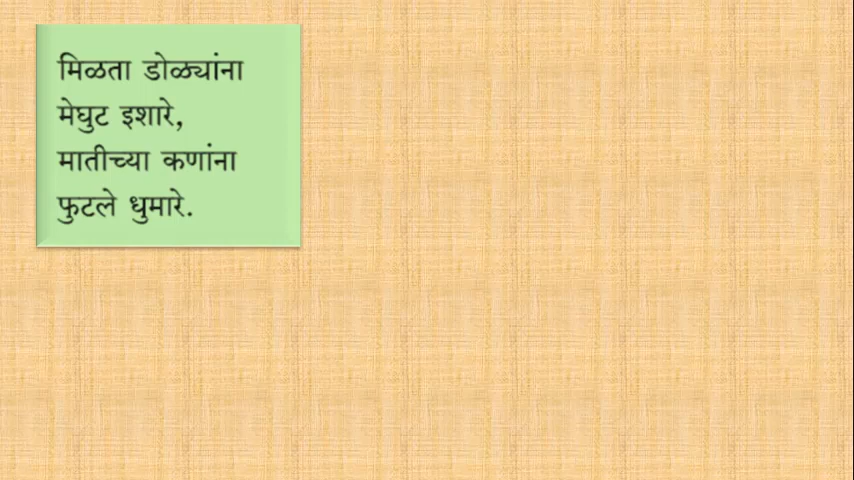 मिळता डोळ्यांना
मेघुट इशारे,
मातीच्या कणांना
फुटले धुमारे.